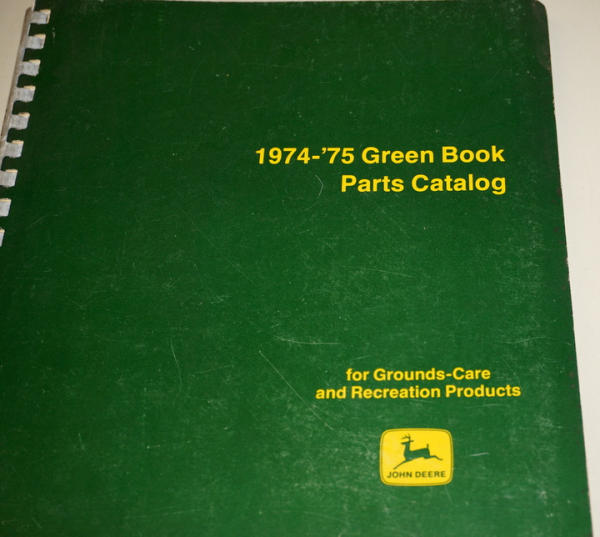 1974-'75 Green Book
Parts Catalog
for Grounds-Care
and Recreation Products
JOHN DEERE